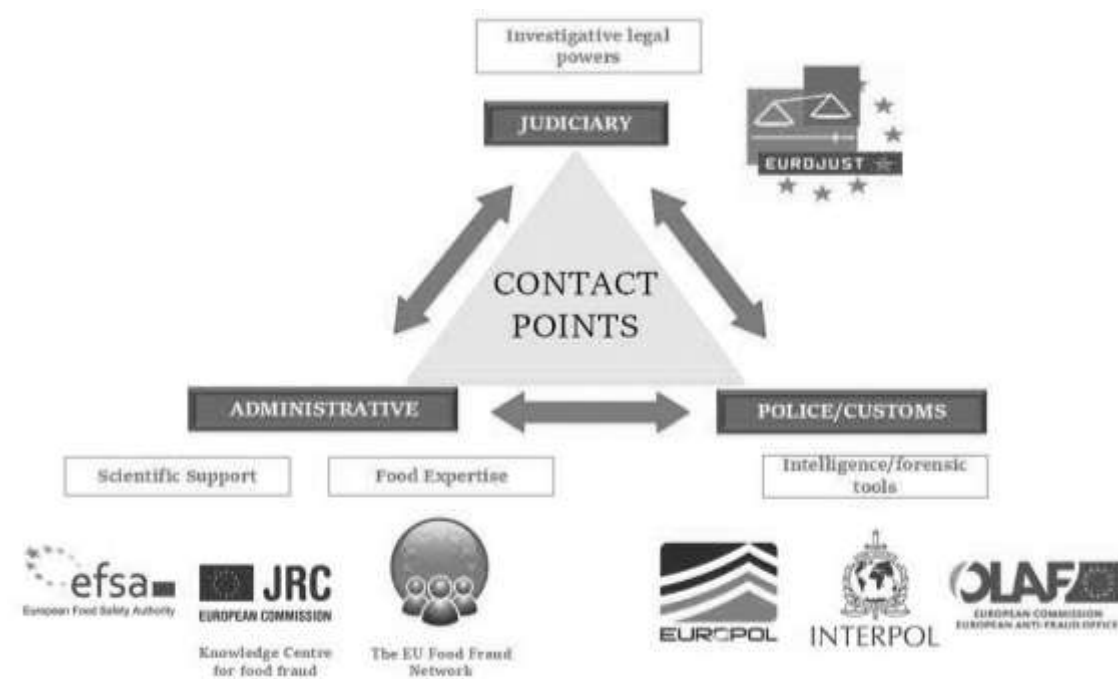 Investigative legal
powers
JUDICIARY
EUROJUST
CONTACT
POINTS
ADMINISTRATIVE
POLICE/CUSTOMS
Scientific Support
Food Expertise
Intelligence/forensic
tools
efsa
European Food Safety Authority
JRC
EUROPEAN COMMISSION
Knowledge Centre
for food fraud
The EU Food Fraud
Network
EUROPOL
INTERPOL
OLAF
EUROPEAN COMMISSION
EUROPEAN ANTI-FRAUD OFFICE